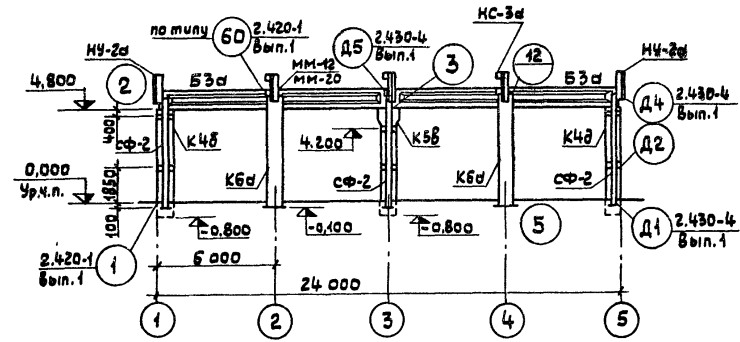 КС-3а
по типу 60 2.420-1 Вып.1
Д5 2.430-4 Вып.1
НУ-2а
НУ-2а
ММ-12
ММ-20
3
12
Б3а
Б3а
4,800
2
Д4 2.430-4 Вып.1
400
СФ-2
К4б
4.200
К5в
К4д
Д2
0,000
Ур.ч.п.
1850
К6а
СФ-2
К6а
СФ-2
100
-0,800
-0,100
-0,800
5
Д1 2.430-4 Вып.1
2.420-1 Вып.1
1
6 000
24 000
1 2 3 4 5